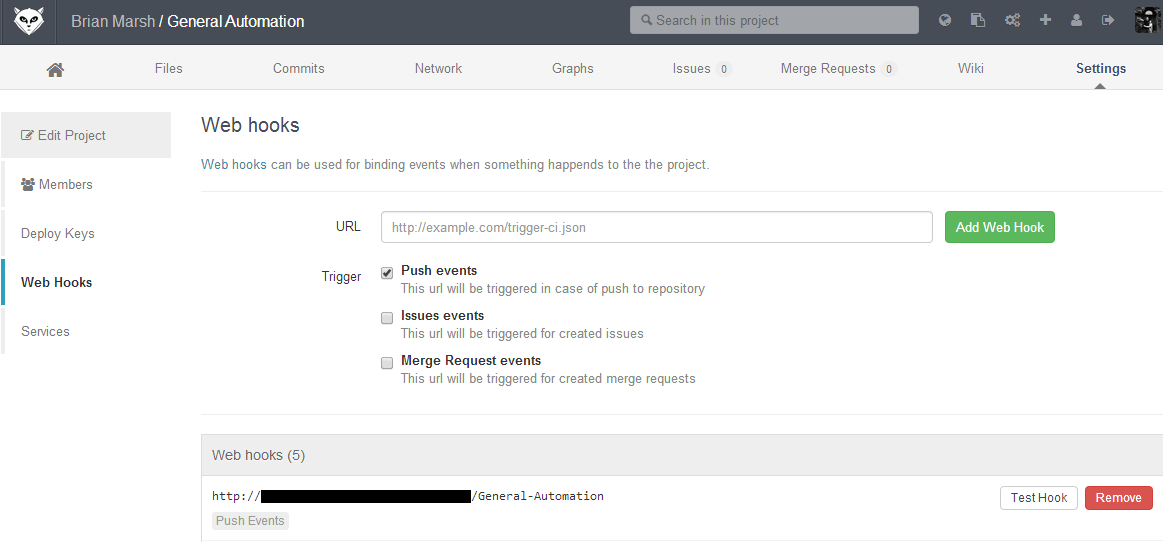 Brian Marsh / General Automation
Search in this project
Files Commits Network Graphs Issues 0 Merge Requests 0 Wiki Settings
Edit Project
Members
Deploy Keys
Web Hooks
Services
Web hooks
Web hooks can be used for binding events when something happends to the the project.
URL http://example.com/trigger-ci.json Add Web Hook
Trigger Push events
This url will be triggered in case of push to repository
Issues events
This url will be triggered for created issues
Merge Request events
This url will be triggered for created merge requests
Web hooks (5)
http:// /General-Automation Test Hook Remove
Push Events